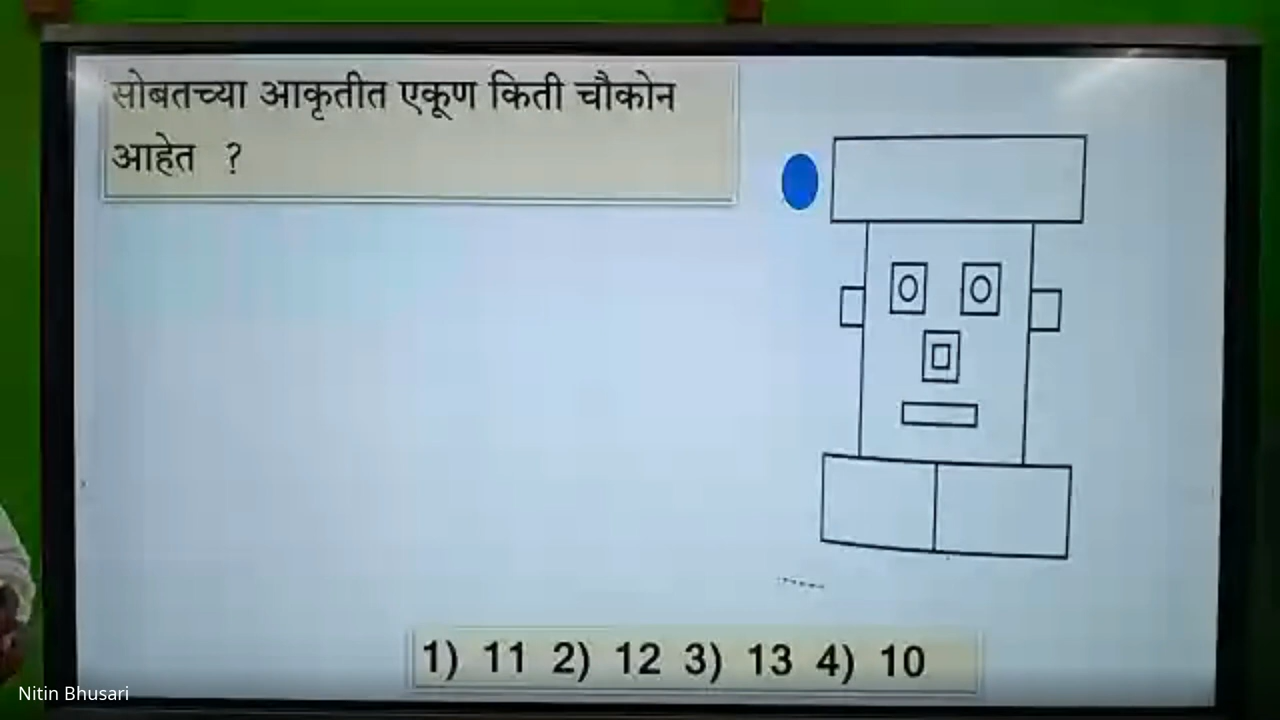 सोबतच्या आकृतीत एकूण किती चौकोन
आहेत ?
1) 11 2) 12 3) 13 4) 10
Nitin Bhusari